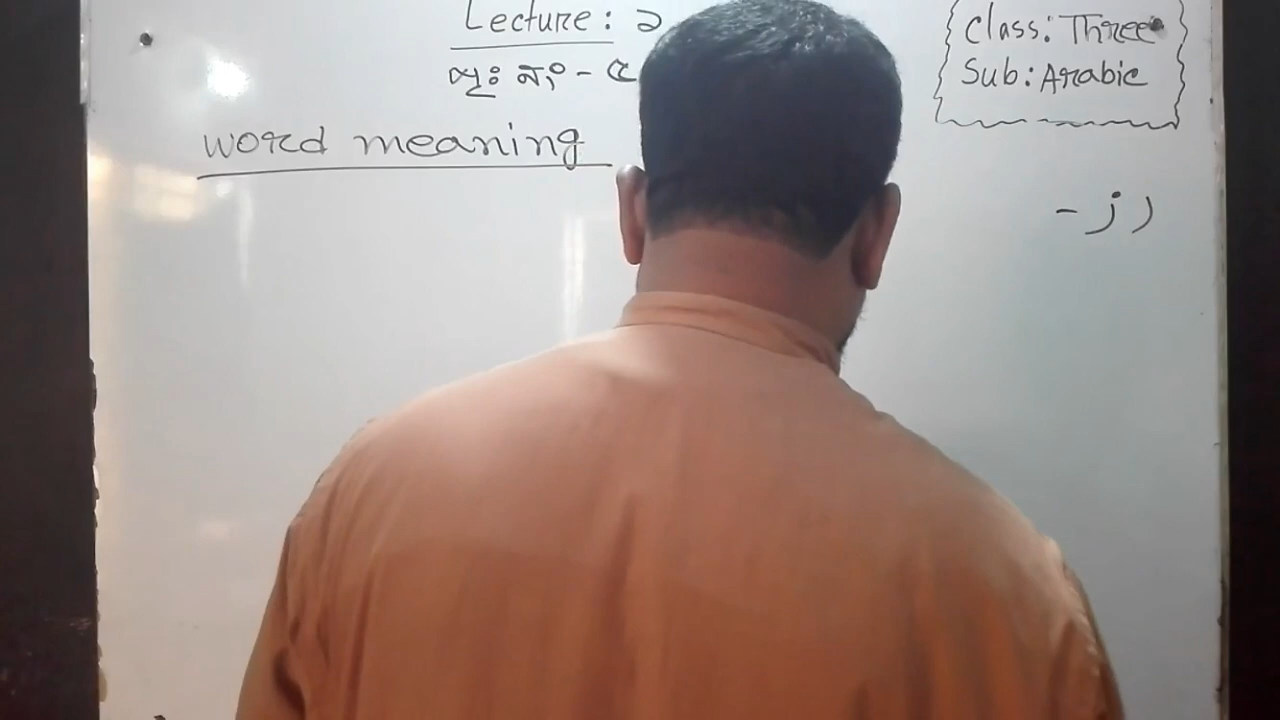 Lecture: ২
পৃঃ নং - ৫
word meaning
Class: Three
Sub: Arabic